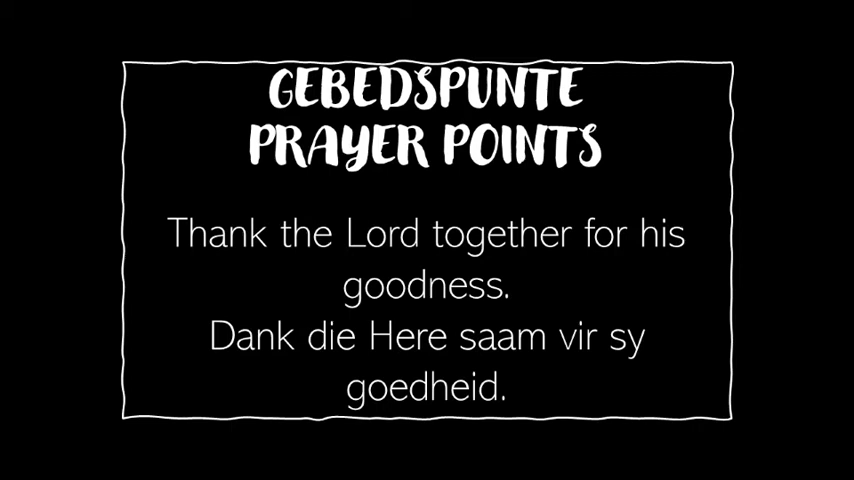 GEBEDSPUNTE
PRAYER POINTS
Thank the Lord together for his
goodness.
Dank die Here saam vir sy
goedheid.